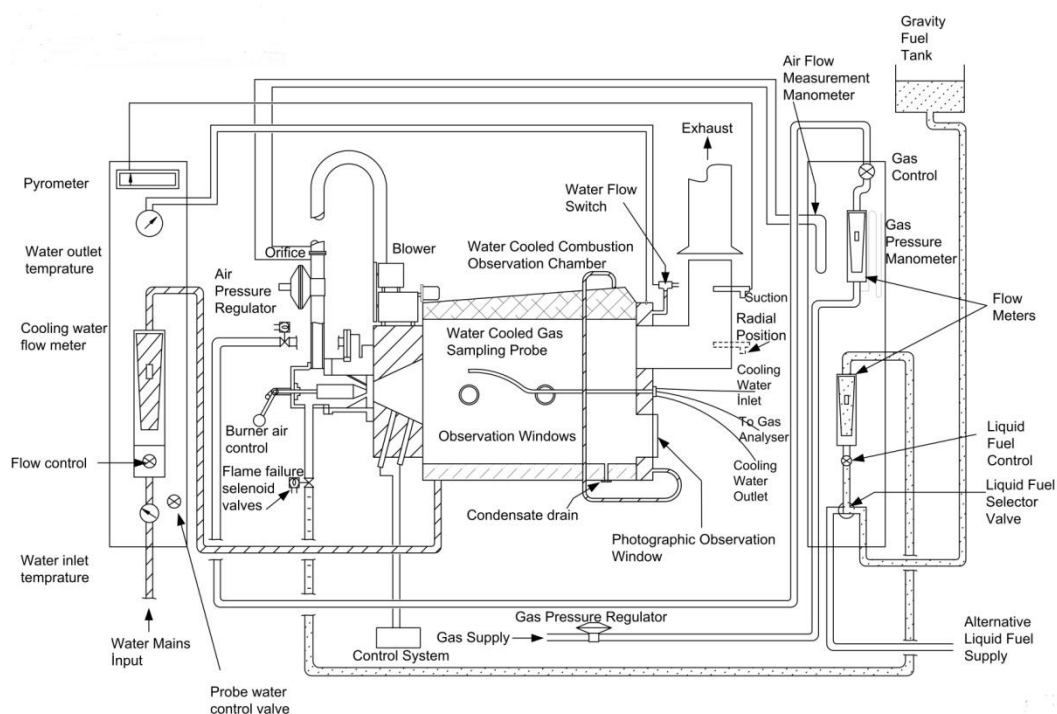 Gravity
Fuel
Tank
Air Flow
Measurement
Manometer
Exhaust
Gas
Control
Pyrometer
Water Flow
Switch
Gas
Pressure
Manometer
Water outlet
temprature
Orifice
Blower
Water Cooled Combustion
Observation Chamber
Air
Pressure
Regulator
Flow
Meters
Suction
Radial
Position
Cooling water
flow meter
Water Cooled Gas
Sampling Probe
Cooling
Water
İnlet
To Gas
Analyser
Burner air
control
Observation Windows
Cooling
Water
Outlet
Liquid
Fuel
Control
Flow control
Flame failure
selenoid
valves
Condensate drain
Liquid Fuel
Selector
Valve
Photographic Observation
Window
Water inlet
temprature
Gas Pressure Regulator
Gas Supply
Water Mains
İnput
Control System
Alternative
Liquid Fuel
Supply
Probe water
control valve